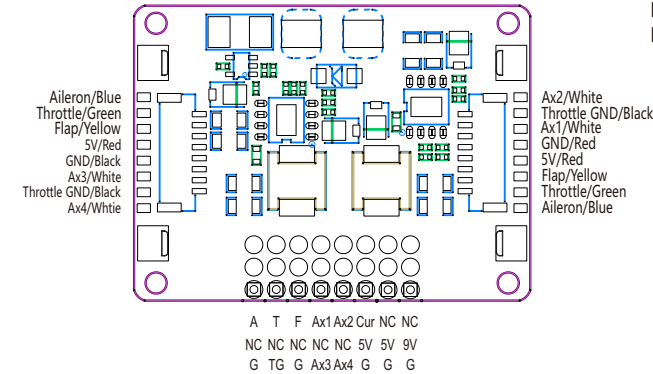 Aileron/Blue
Throttle/Green
Flap/Yellow
5V/Red
GND/Black
Ax3/White
Throttle GND/Black
Ax4/Whtie
Ax2/White
Throttle GND/Black
Ax1/White
GND/Red
5V/Red
Flap/Yellow
Throttle/Green
Aileron/Blue
A T F Ax1 Ax2 Cur NC NC
NC NC NC NC NC 5V 5V 9V
G TG G Ax3 Ax4 G G G